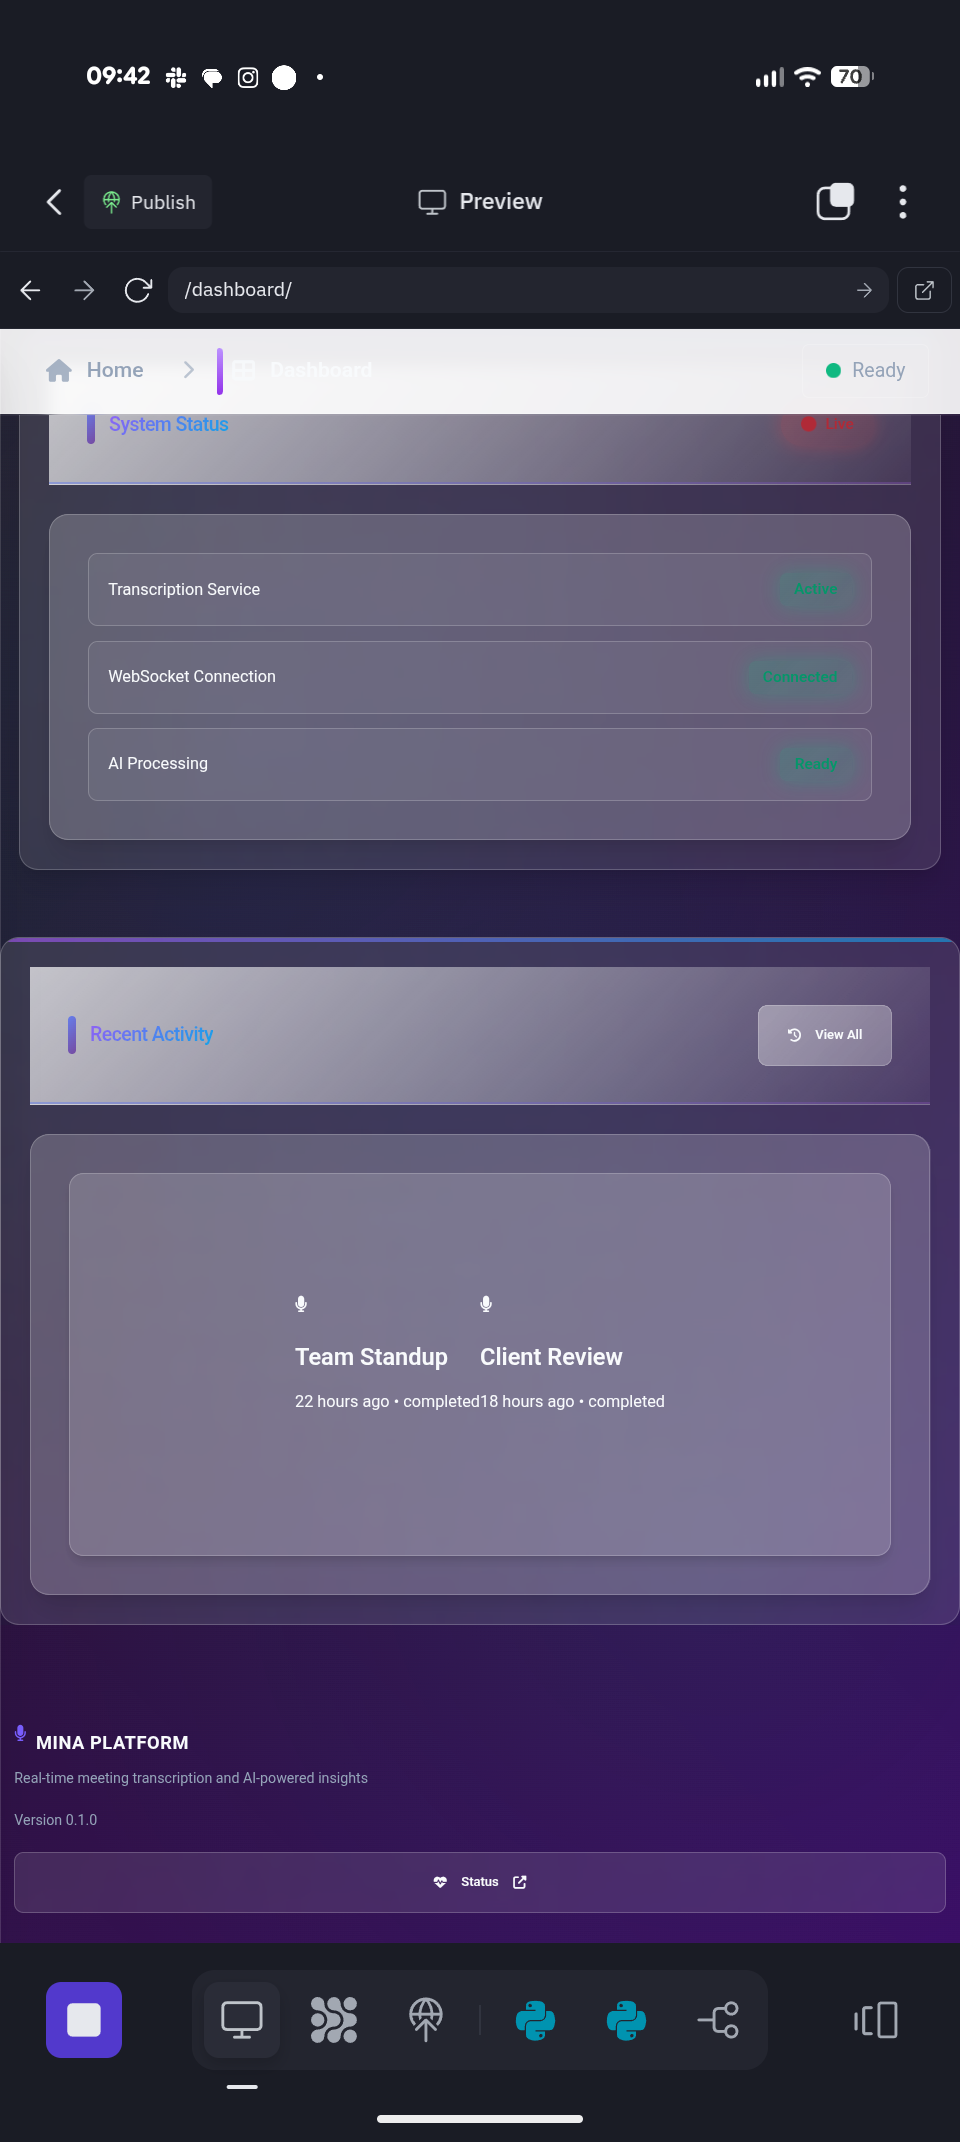 09:42
70
Publish
Preview
/dashboard/
Home
Dashboard
Ready
System Status
Live
Transcription Service
Active
WebSocket Connection
Connected
AI Processing
Ready
Recent Activity
View All
Team Standup
22 hours ago • completed
Client Review
18 hours ago • completed
MINA PLATFORM
Real-time meeting transcription and AI-powered insights
Version 0.1.0
Status